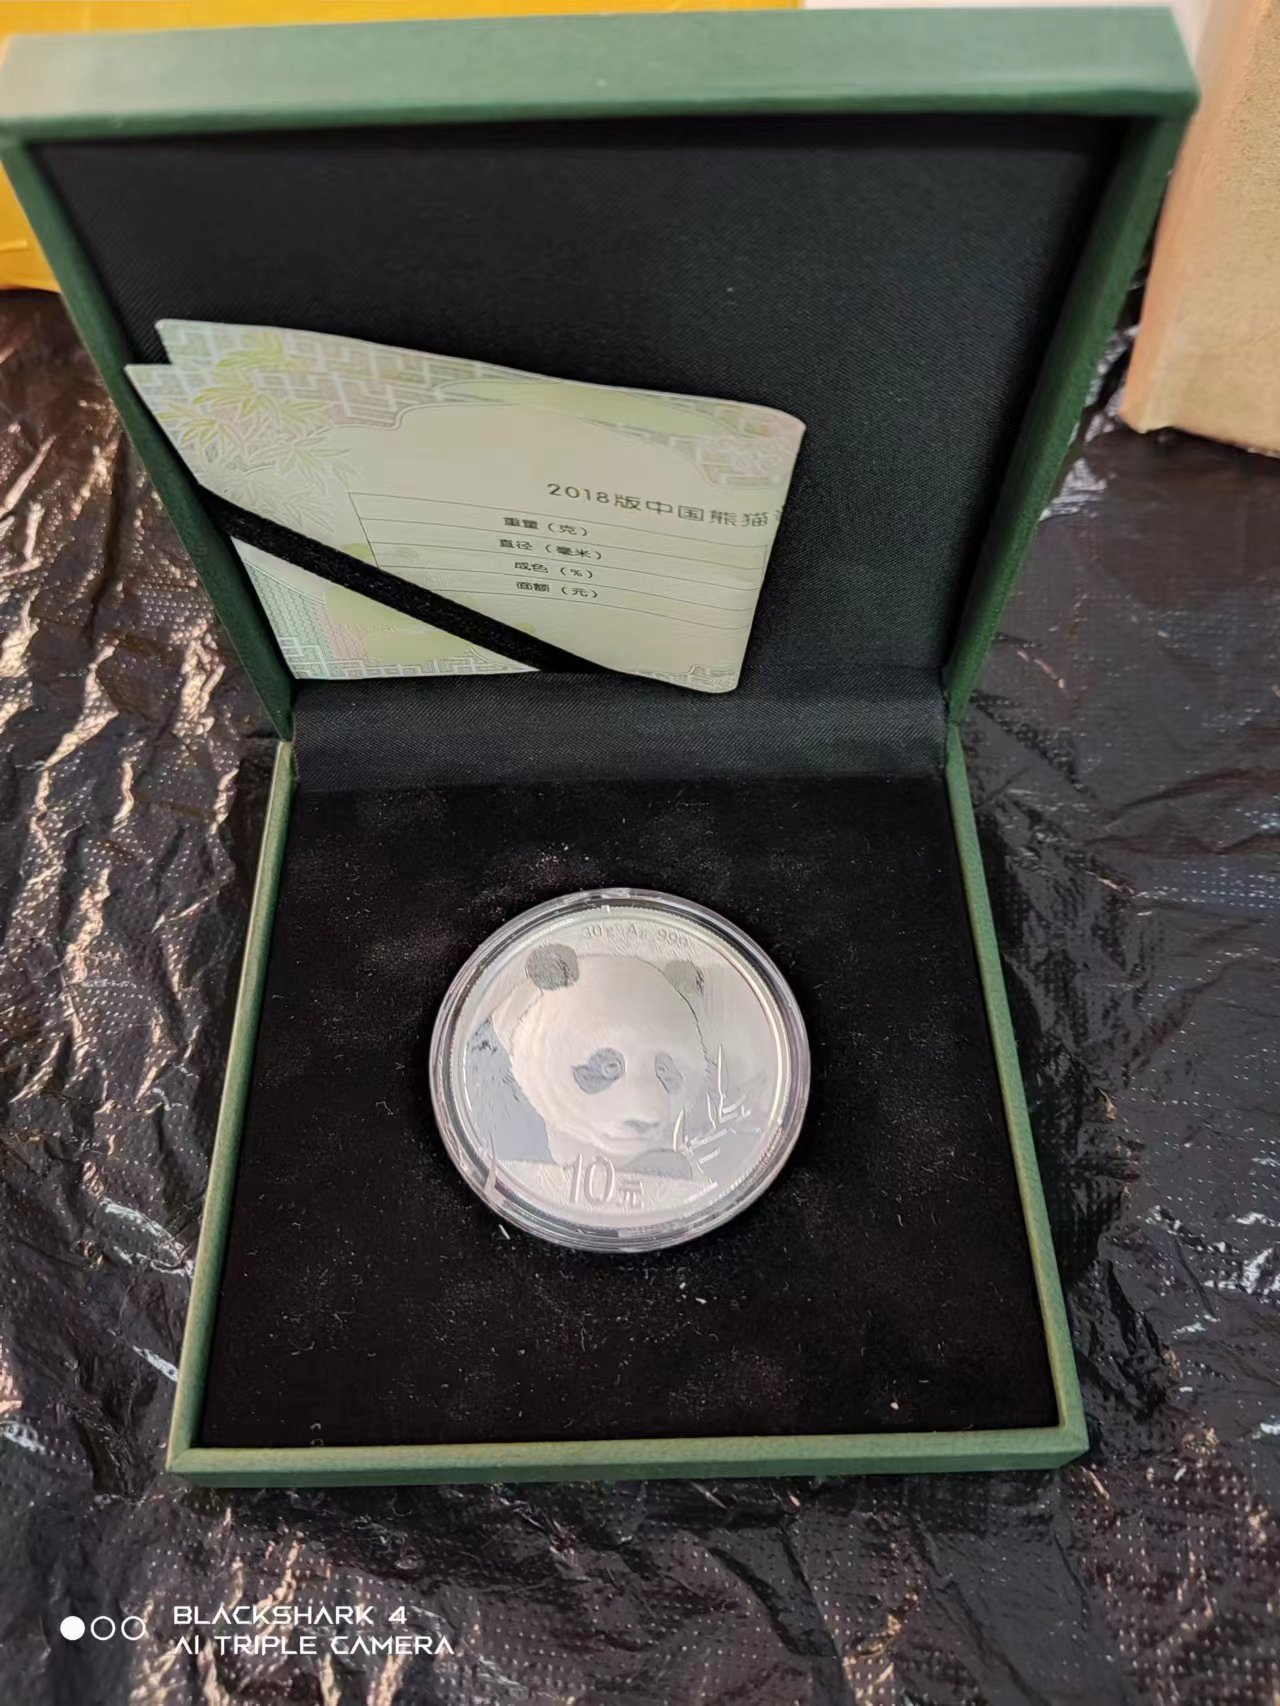 2018版中国熊猫
重量（克）
直径（毫米）
成色（%）
面额（元）
30g Ag 999
10元
BLACKSHARK 4
AI TRIPLE CAMERA